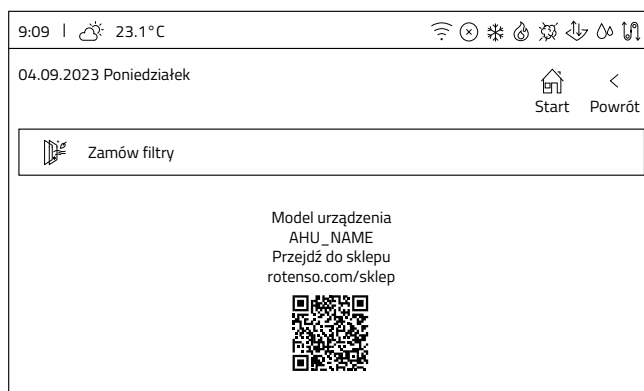 9:09 | 23.1°C
04.09.2023 Poniedziałek
Start Powrót
Zamów filtry
Model urządzenia
AHU_NAME
Przejdź do sklepu
rotenso.com/sklep